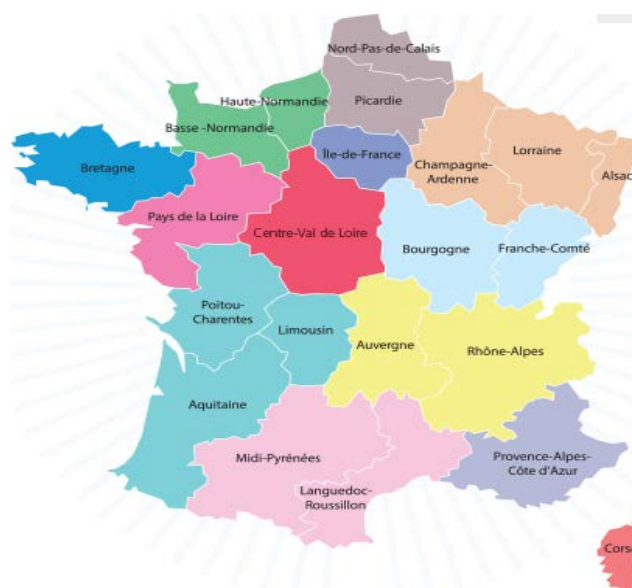 Nord-Pas-de-Calais
Haute-Normandie
Picardie
Basse -Normandie
Île-de-France
Lorraine
Champagne-
Ardenne
Alsac
Bretagne
Pays de la Loire
Centre-Val de Loire
Bourgogne
Franche-Comté
Poitou-
Charentes
Limousin
Auvergne
Rhône-Alpes
Aquitaine
Midi-Pyrénées
Provence-Alpes-
Côte d'Azur
Languedoc-
Roussillon
Corse